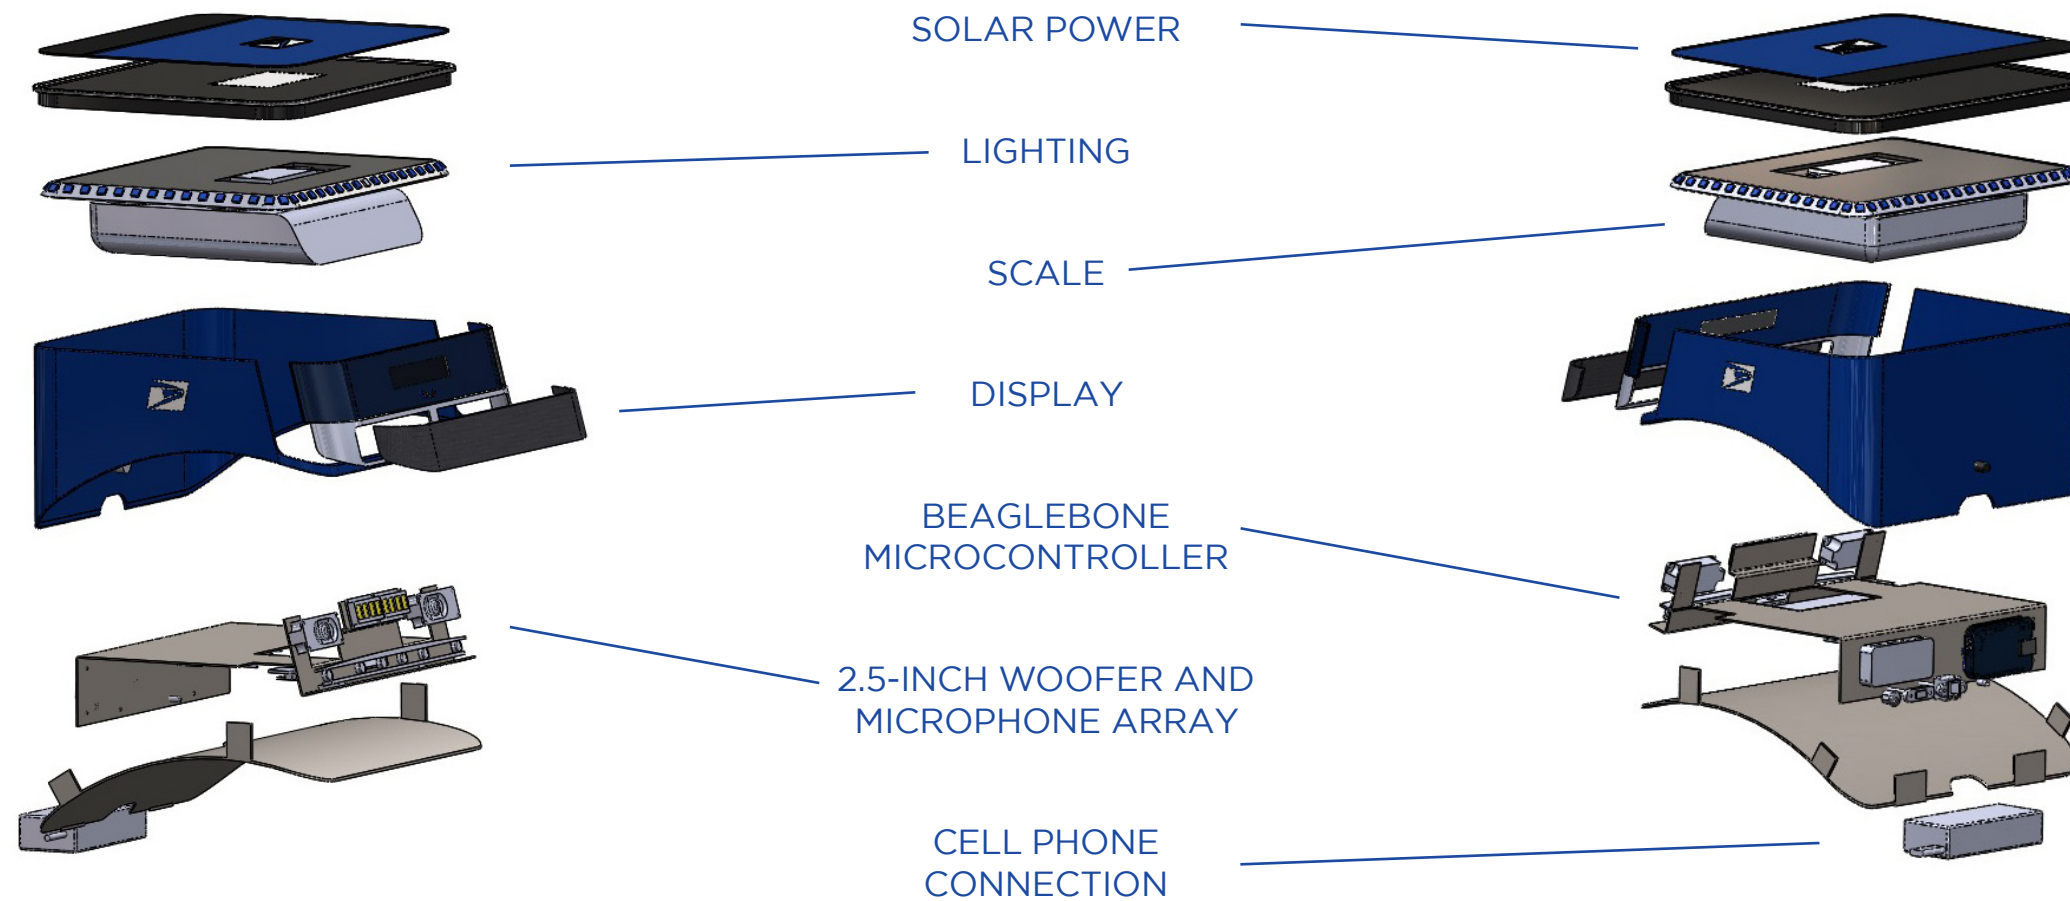 SOLAR POWER
LIGHTING
SCALE
DISPLAY
BEAGLEBONE
MICROCONTROLLER
2.5-INCH WOOFER AND
MICROPHONE ARRAY
CELL PHONE
CONNECTION